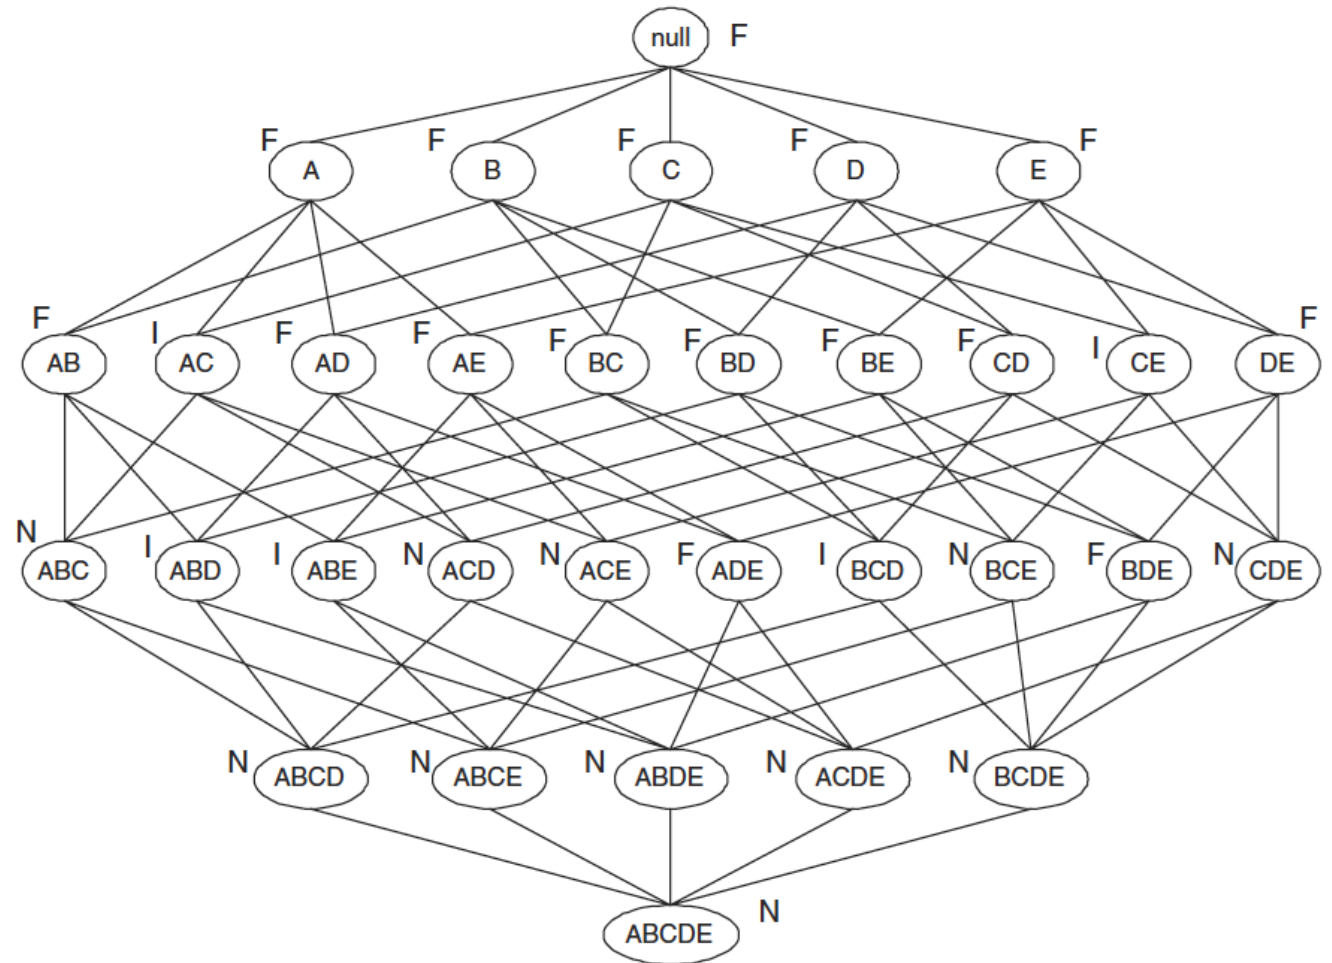 null F
F A F B F C F D E F
F AB I AC F AD F AE F BC F BD F BE F CD I CE DE F
N ABC I ABD I ABE N ACD N ACE F ADE I BCD N BCE F BDE N CDE
N ABCD N ABCE N ABDE N ACDE N BCDE
ABCDE N